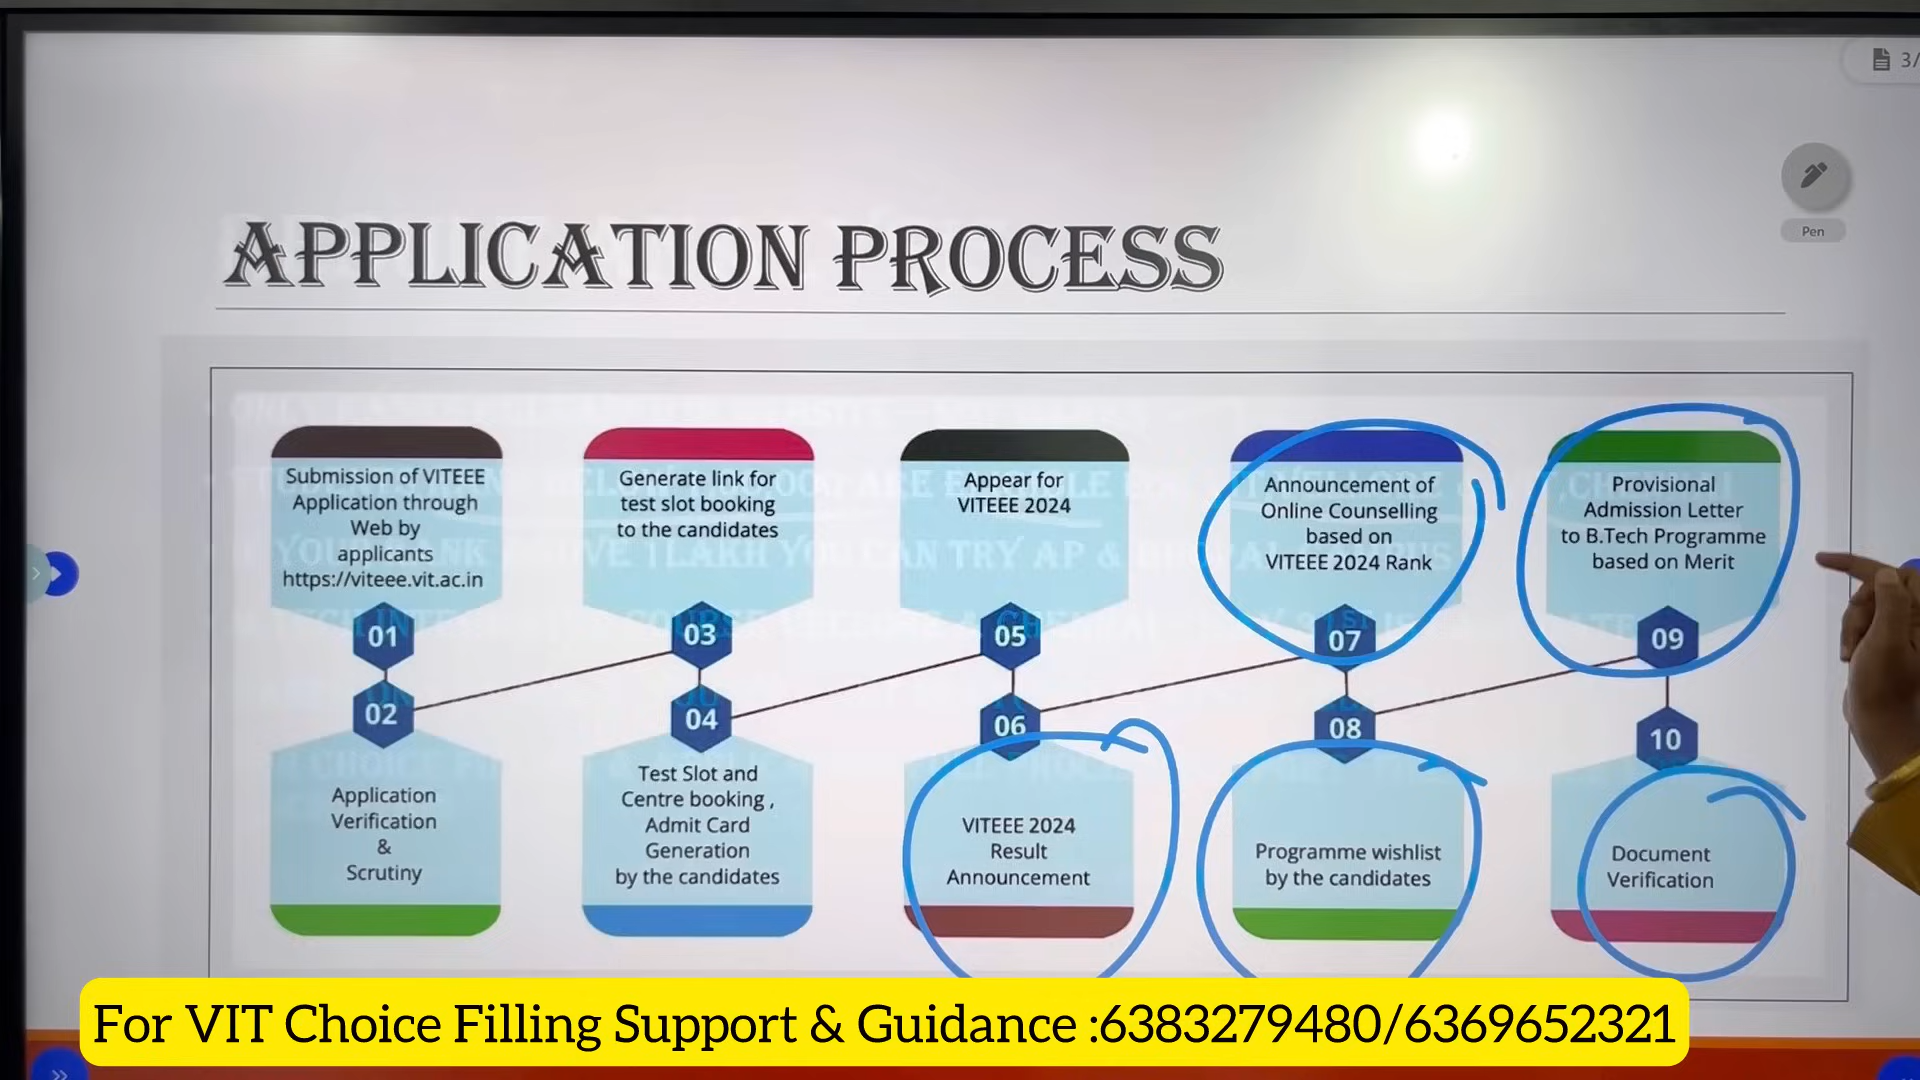 3/
Pen
APPLICATION PROCESS
Submission of VITEEE
Application through
Web by
applicants
https://viteee.vit.ac.in
01
02
Application
Verification
&
Scrutiny
Generate link for
test slot booking
to the candidates
03
04
Test Slot and
Centre booking ,
Admit Card
Generation
by the candidates
Appear for
VITEEE 2024
05
06
VITEEE 2024
Result
Announcement
Announcement of
Online Counselling
based on
VITEEE 2024 Rank
07
08
Programme wishlist
by the candidates
Provisional
Admission Letter
to B.Tech Programme
based on Merit
09
10
Document
Verification
For VIT Choice Filling Support & Guidance :6383279480/6369652321